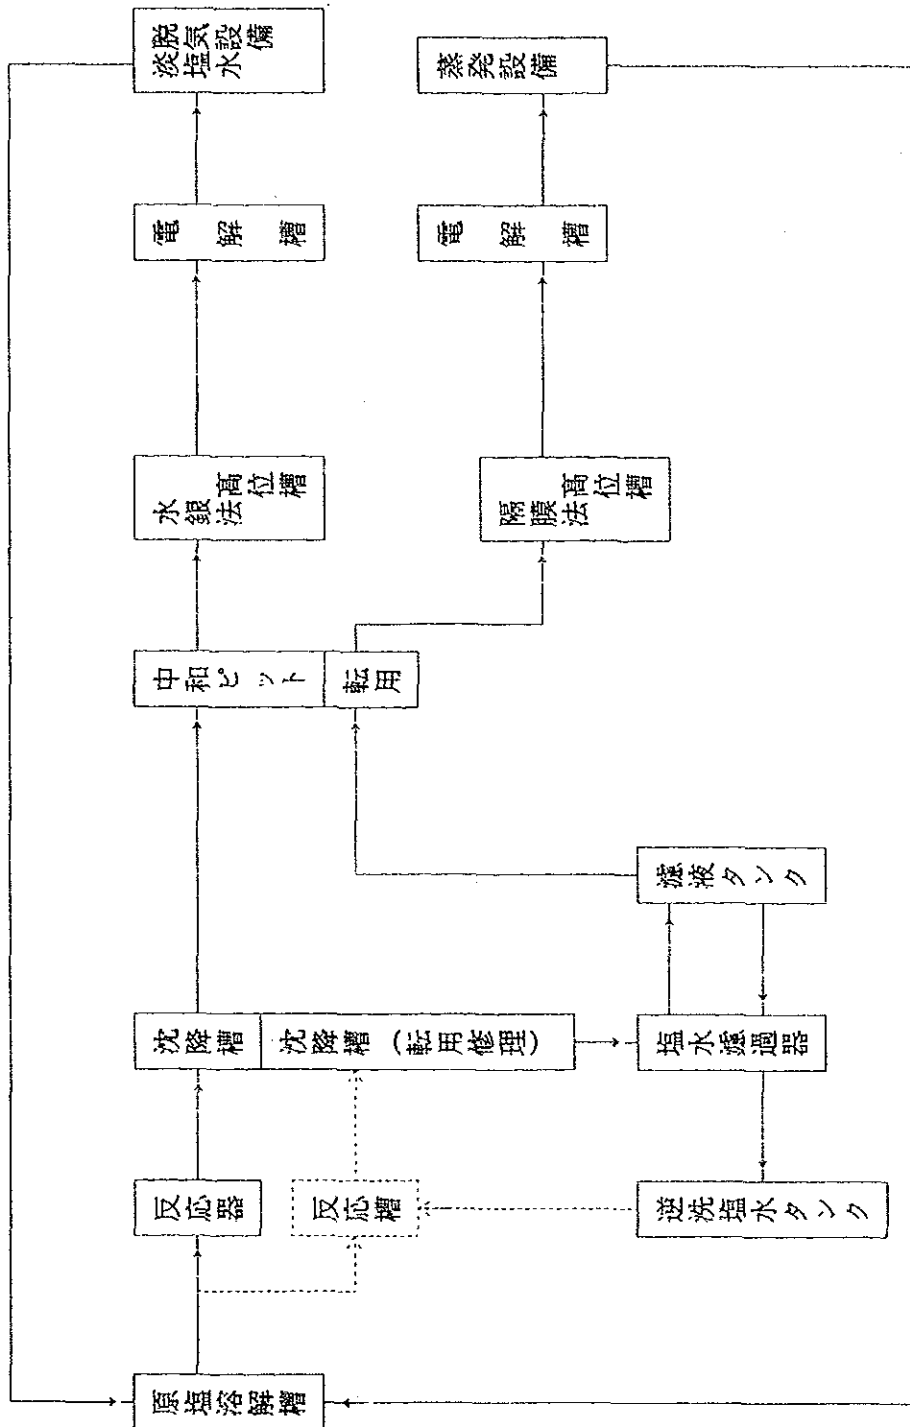 原塩溶解槽
反応器
反応槽
逆洗塩水タンク
沈降槽
沈降槽(転用修理)
塩水濾過器
濾液タンク
中和ピット
転用
水銀法高位槽
隔膜法高位槽
電解槽
電解槽
淡塩水
脱気設備
蒸発設備